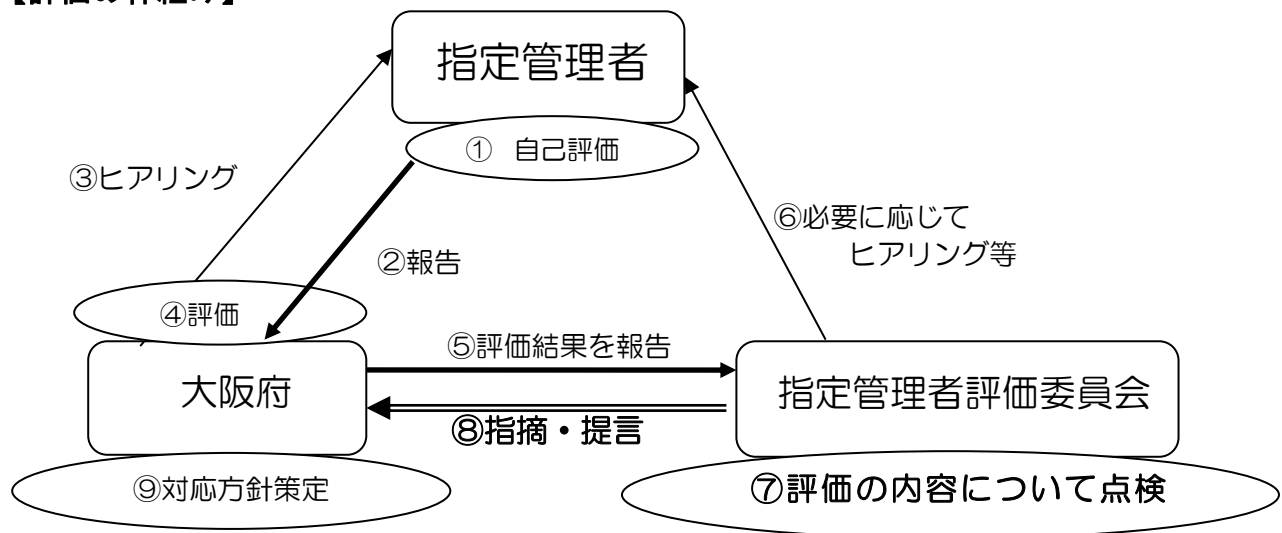 【評価の枠組み】
指定管理者
① 自己評価
③ヒアリング
⑥必要に応じて
ヒアリング等
②報告
④評価
⑤評価結果を報告
大阪府
指定管理者評価委員会
⑧指摘・提言
⑨対応方針策定
⑦評価の内容について点検